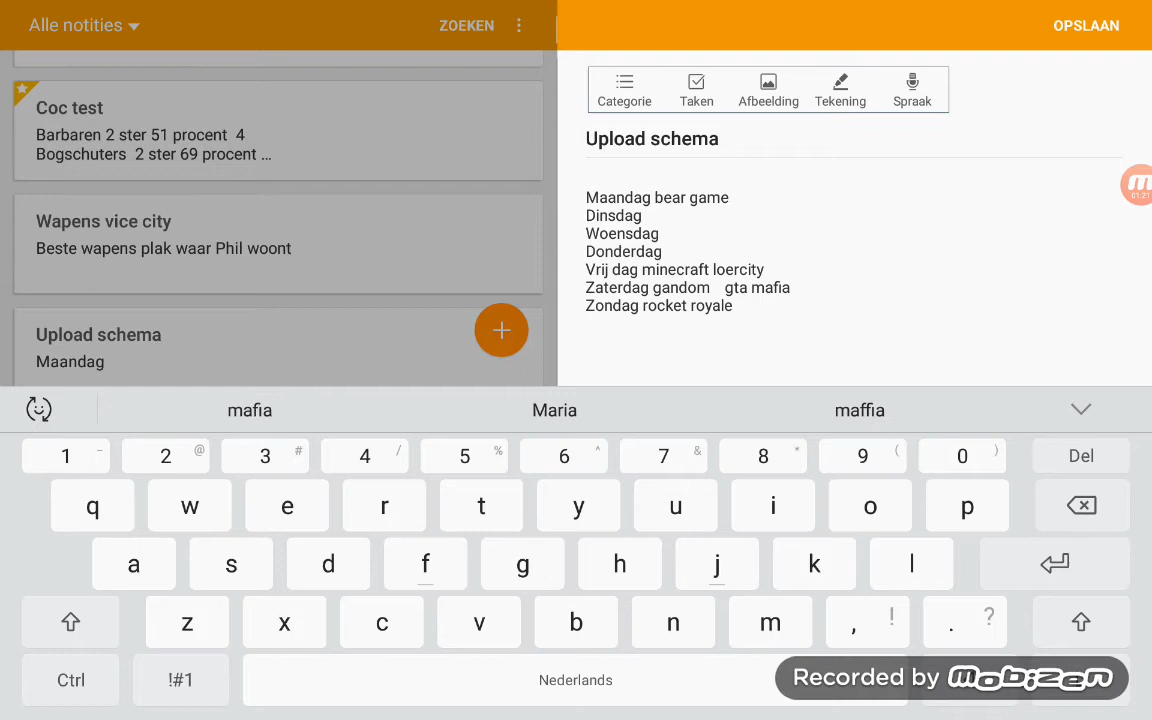 Alle notities
ZOEKEN
OPSLAAN
Coc test
Barbaren 2 ster 51 procent 4
Bogschuters 2 ster 69 procent ...
Wapens vice city
Beste wapens plak waar Phil woont
Upload schema
Maandag
Categorie
Taken
Afbeelding
Tekening
Spraak
Upload schema
Maandag bear game
Dinsdag
Woensdag
Donderdag
Vrij dag minecraft loercity
Zaterdag gandom gta mafia
Zondag rocket royale
01:21
mafia Maria maffia
1 - 2 @ 3 # 4 / 5 % 6 ^ 7 & 8 * 9 ( 0 ) Del
q w e r t y u i o p
a s d f g h j k l
z x c v b n m , ! . ?
Ctrl !#1 Nederlands
Recorded by mobizen